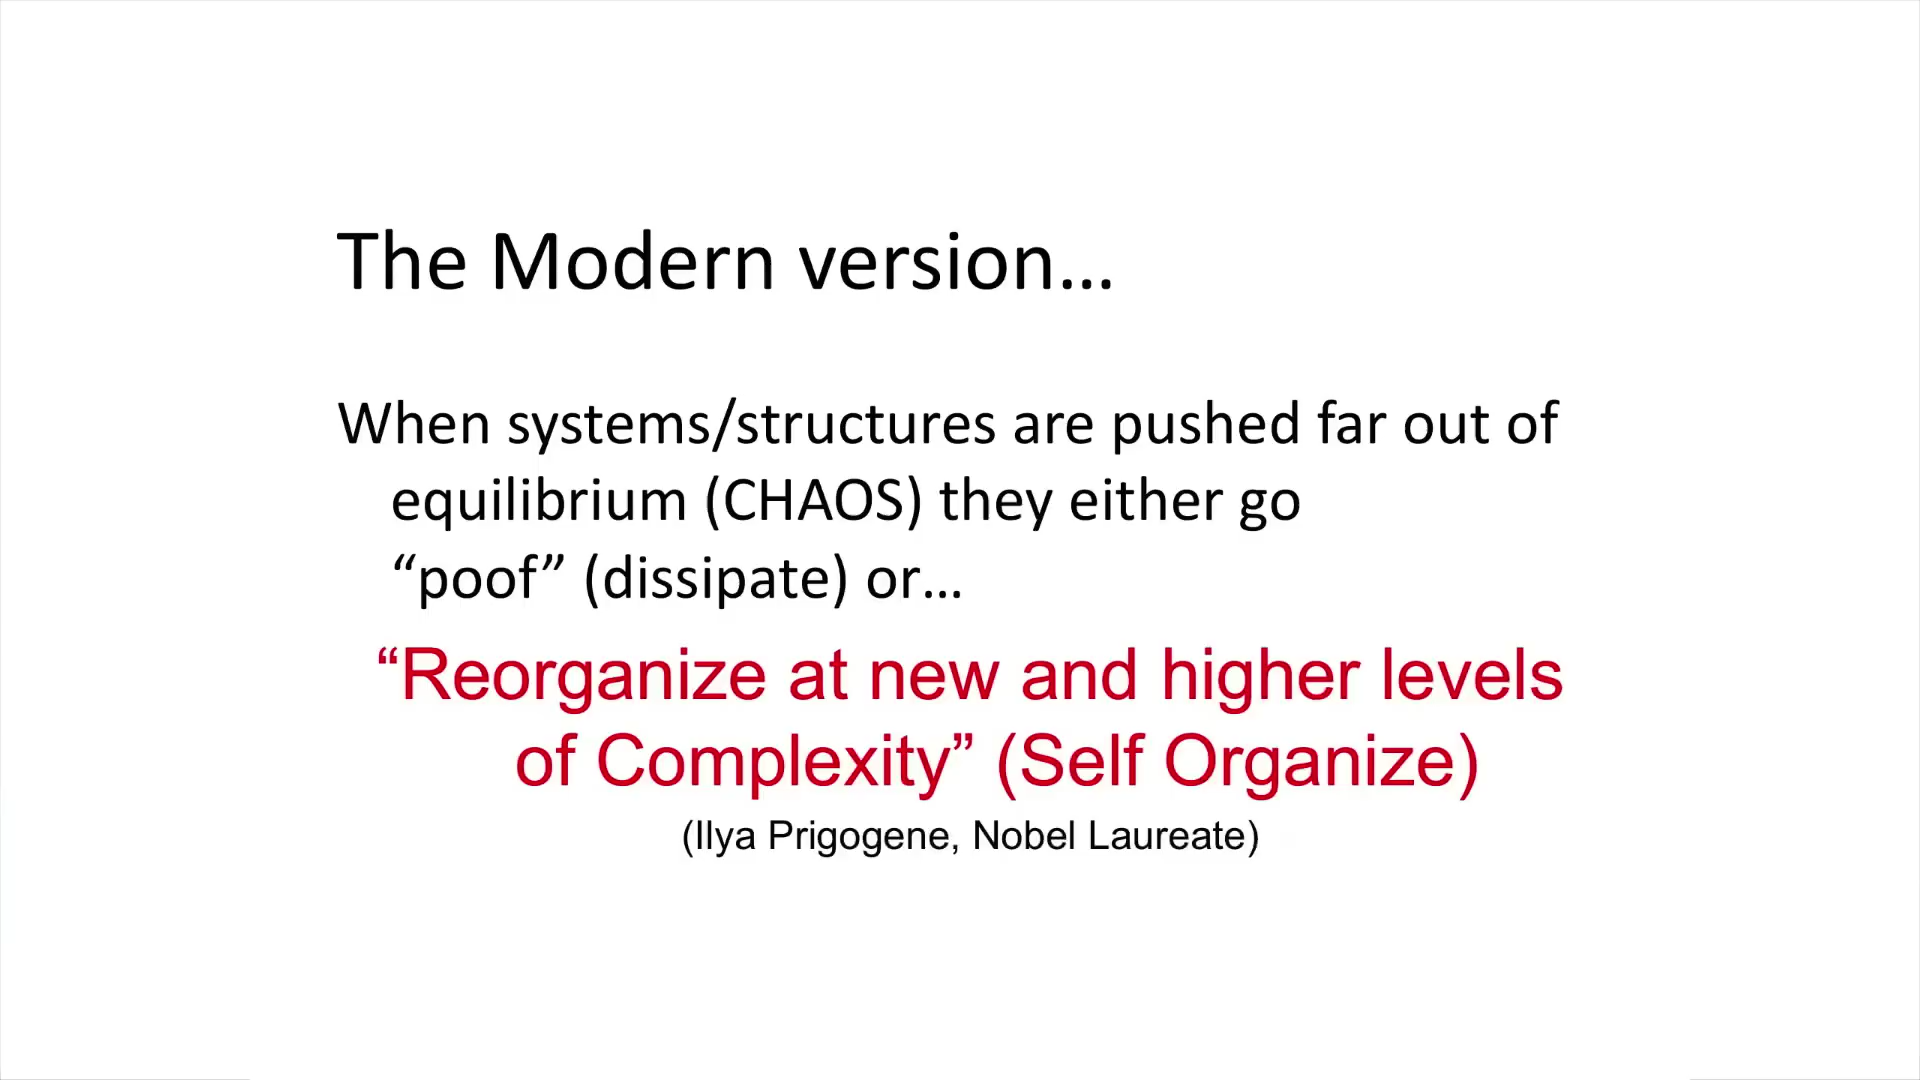 The Modern version…
When systems/structures are pushed far out of
equilibrium (CHAOS) they either go
“poof” (dissipate) or…
“Reorganize at new and higher levels
of Complexity” (Self Organize)
(Ilya Prigogene, Nobel Laureate)